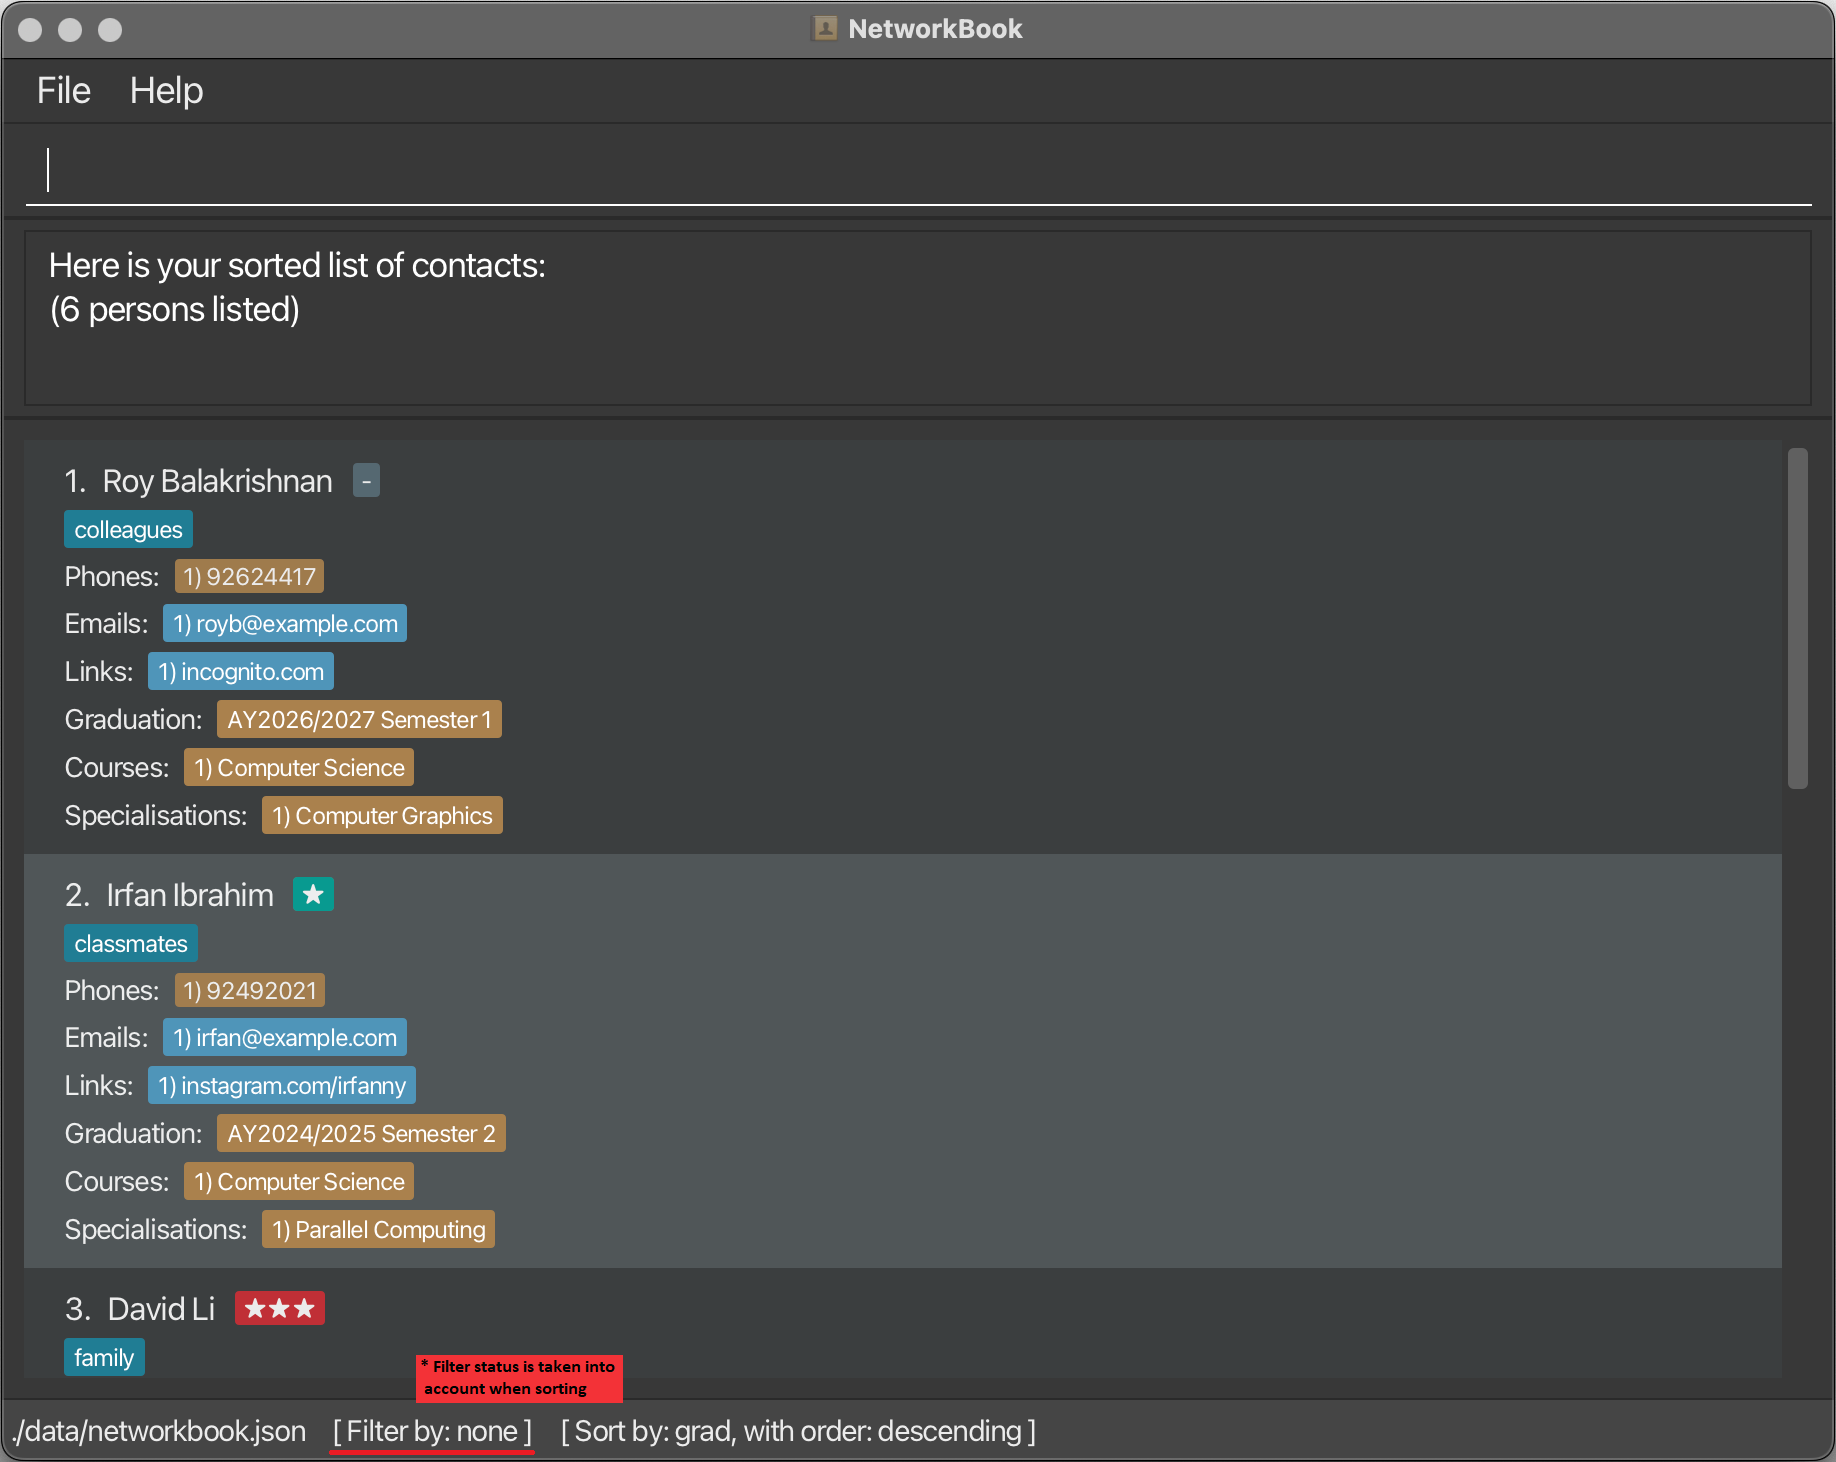 NetworkBook
File Help
Here is your sorted list of contacts:
(6 persons listed)
1. Roy Balakrishnan -
colleagues
Phones: 1) 92624417
Emails: 1) royb@example.com
Links: 1) incognito.com
Graduation: AY2026/2027 Semester 1
Courses: 1) Computer Science
Specialisations: 1) Computer Graphics
2. Irfan Ibrahim ★
classmates
Phones: 1) 92492021
Emails: 1) irfan@example.com
Links: 1) instagram.com/irfanny
Graduation: AY2024/2025 Semester 2
Courses: 1) Computer Science
Specialisations: 1) Parallel Computing
3. David Li ★★★
family
* Filter status is taken into
account when sorting
./data/networkbook.json [ Filter by: none ] [ Sort by: grad, with order: descending ]